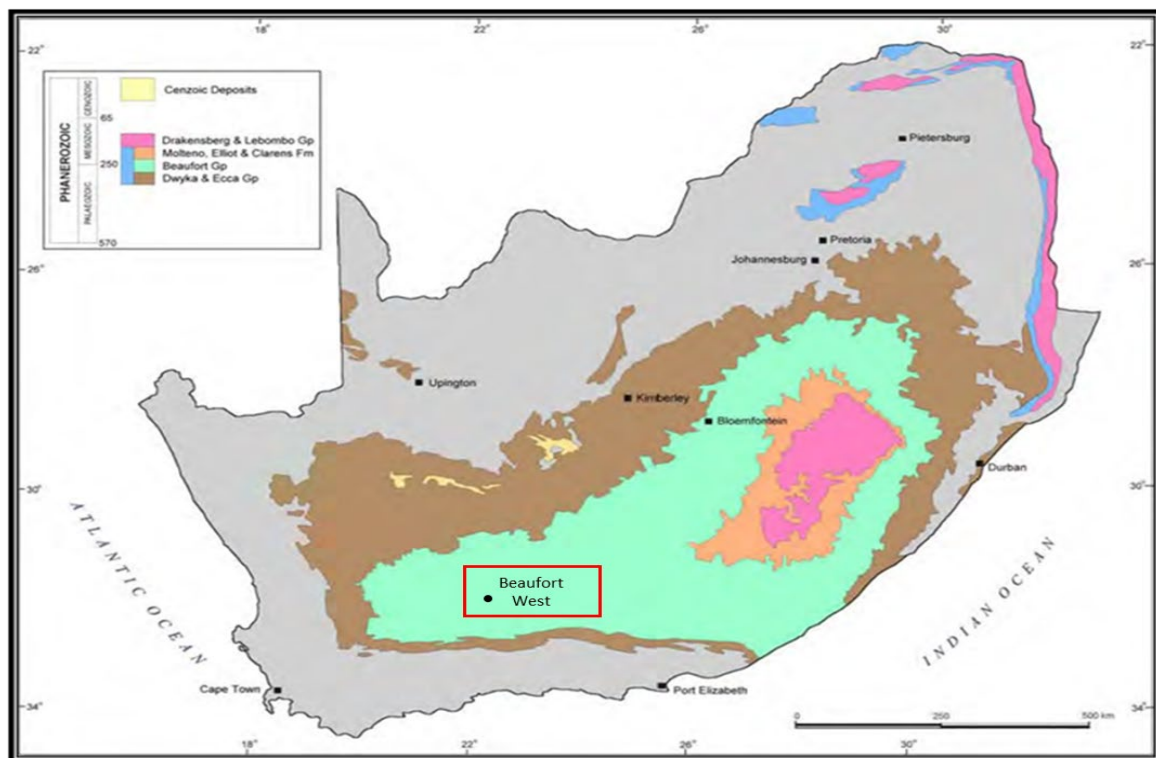 18°
22°
26°
30°
22°
22°
CENOZOIC
Cenzoic Deposits
65
PHANEROZOIC
MESOZOIC
Drakensberg & Lebombo Gp
Molteno, Elliot & Clarens Fm
250
Beaufort Gp
Dwyka & Ecca Gp
PALAEOZOIC
570
Pietersburg
Pretoria
Johannesburg
26°
26°
Upington
Kimberley
Bloemfontein
Durban
30°
30°
ATLANTIC OCEAN
Beaufort
West
INDIAN OCEAN
Cape Town
Port Elizabeth
34°
34°
0
250
500 km
18°
22°
26°
30°